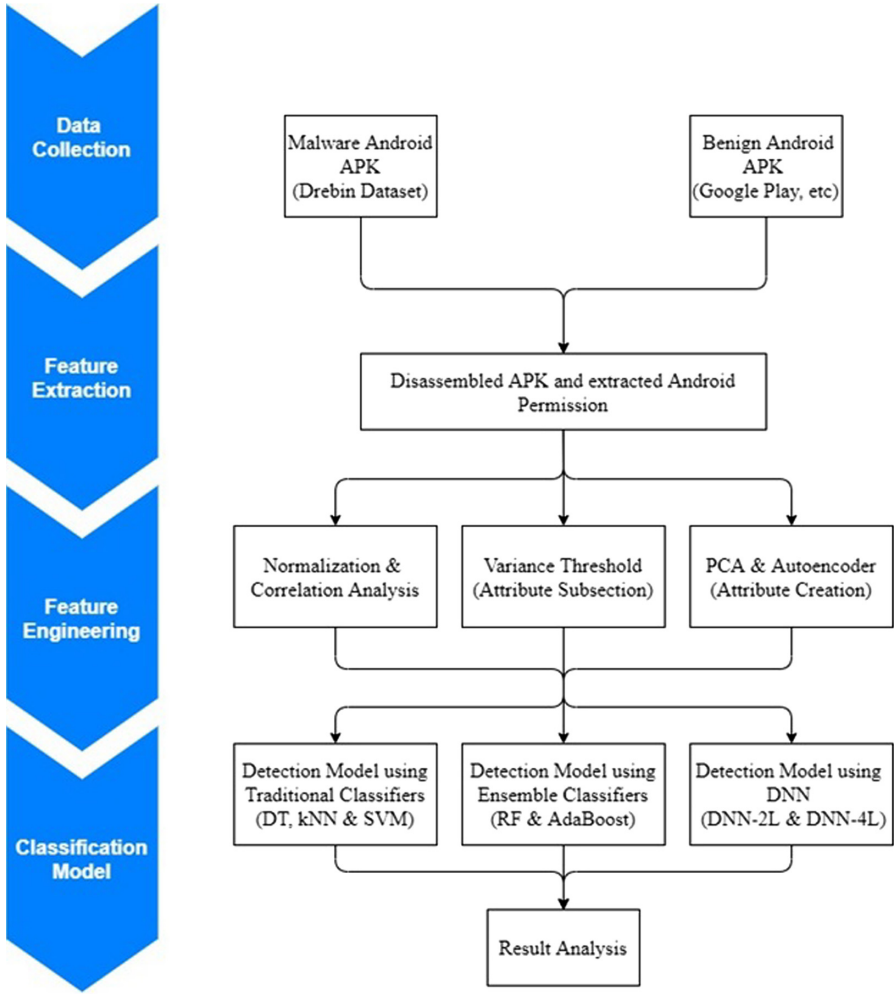 Data
Collection
Malware Android
APK
(Drebin Dataset)
Benign Android
APK
(Google Play, etc)
Feature
Extraction
Disassembled APK and extracted Android
Permission
Feature
Engineering
Normalization &
Correlation Analysis
Variance Threshold
(Attribute Subsection)
PCA & Autoencoder
(Attribute Creation)
Classification
Model
Detection Model using
Traditional Classifiers
(DT, kNN & SVM)
Detection Model using
Ensemble Classifiers
(RF & AdaBoost)
Detection Model using
DNN
(DNN-2L & DNN-4L)
Result Analysis